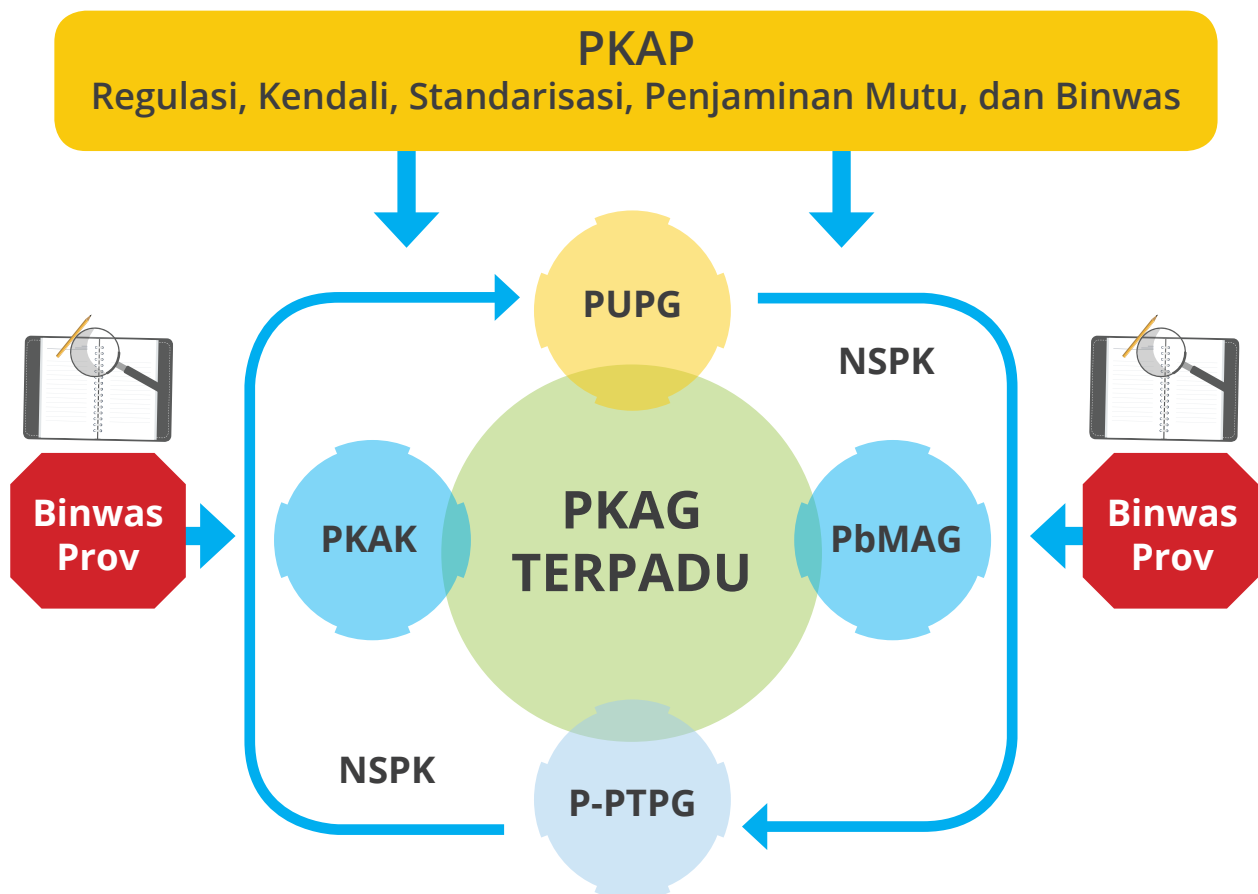 PKAP
Regulasi, Kendali, Standarisasi, Penjaminan Mutu, dan Binwas
PUPG
NSPK
Binwas
Prov
PKAK
PKAG
TERPADU
PbMAG
Binwas
Prov
NSPK
P-PTPG